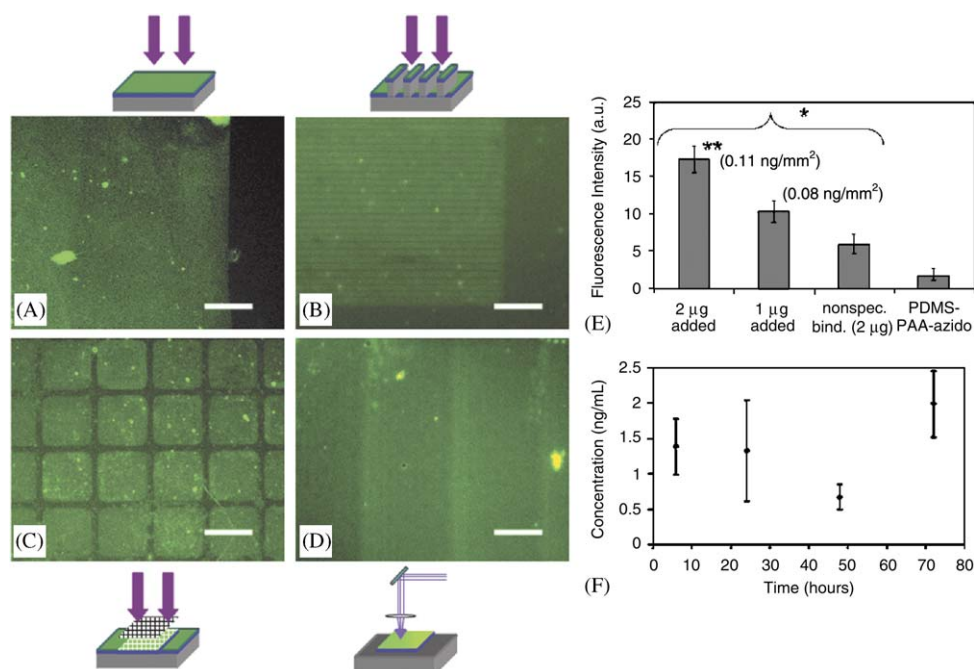 (A)
(B)
(C)
(D)
Fluorescence Intensity (a.u.)
25
20
15
10
5
0
*
**
(0.11 ng/mm²)
(0.08 ng/mm²)
2 μg added
1 μg added
nonspec. bind. (2 μg)
PDMS-PAA-azido
(E)
Concentration (ng/mL)
2.5
2
1.5
1
0.5
0
0 10 20 30 40 50 60 70 80
Time (hours)
(F)